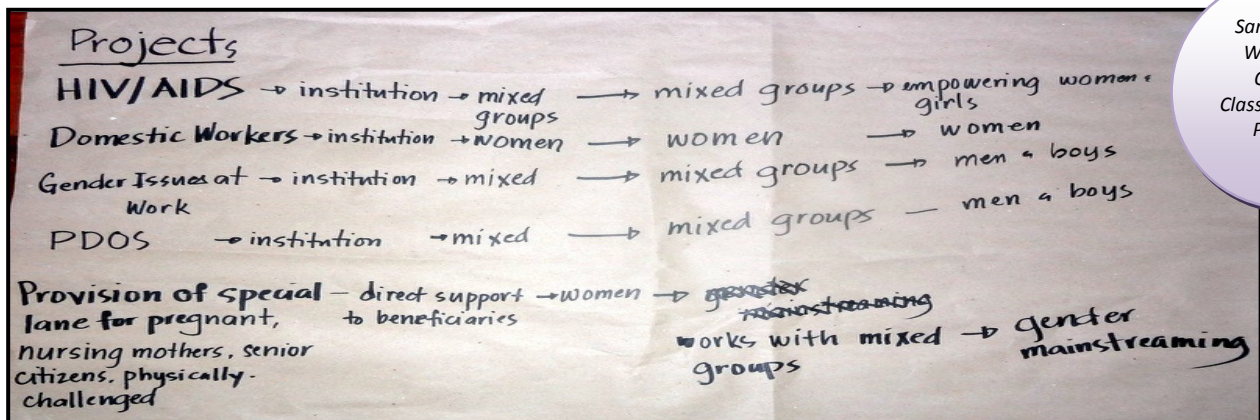 Projects
HIV/AIDS → institution → mixed groups → mixed groups → empowering women & girls
Domestic Workers → institution → women → women → women
Gender Issues at Work → institution → mixed → mixed groups → men & boys
PDOS → institution → mixed → mixed groups — men & boys
Provision of special lane for pregnant, nursing mothers, senior citizens, physically-challenged — direct support to beneficiaries → women → works with mixed groups → gender mainstreaming